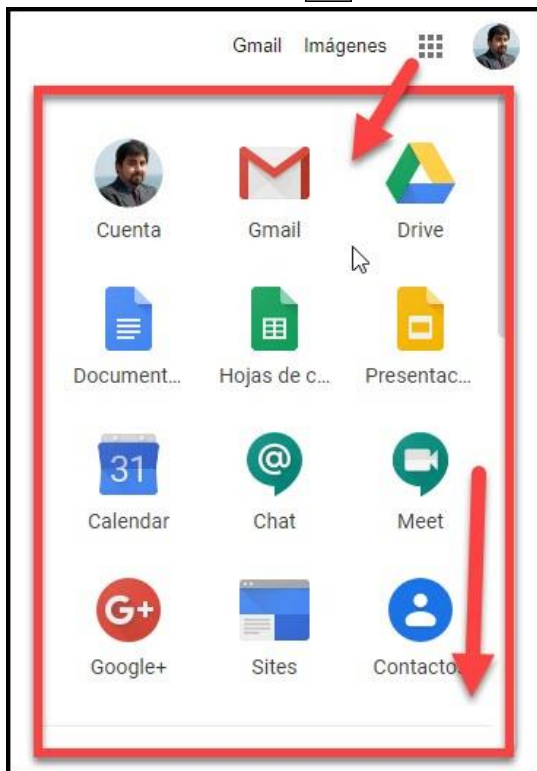 Gmail Imágenes
Cuenta Gmail Drive
Document... Hojas de c... Presentac...
31
Calendar Chat Meet
G+
Google+ Sites Contactos